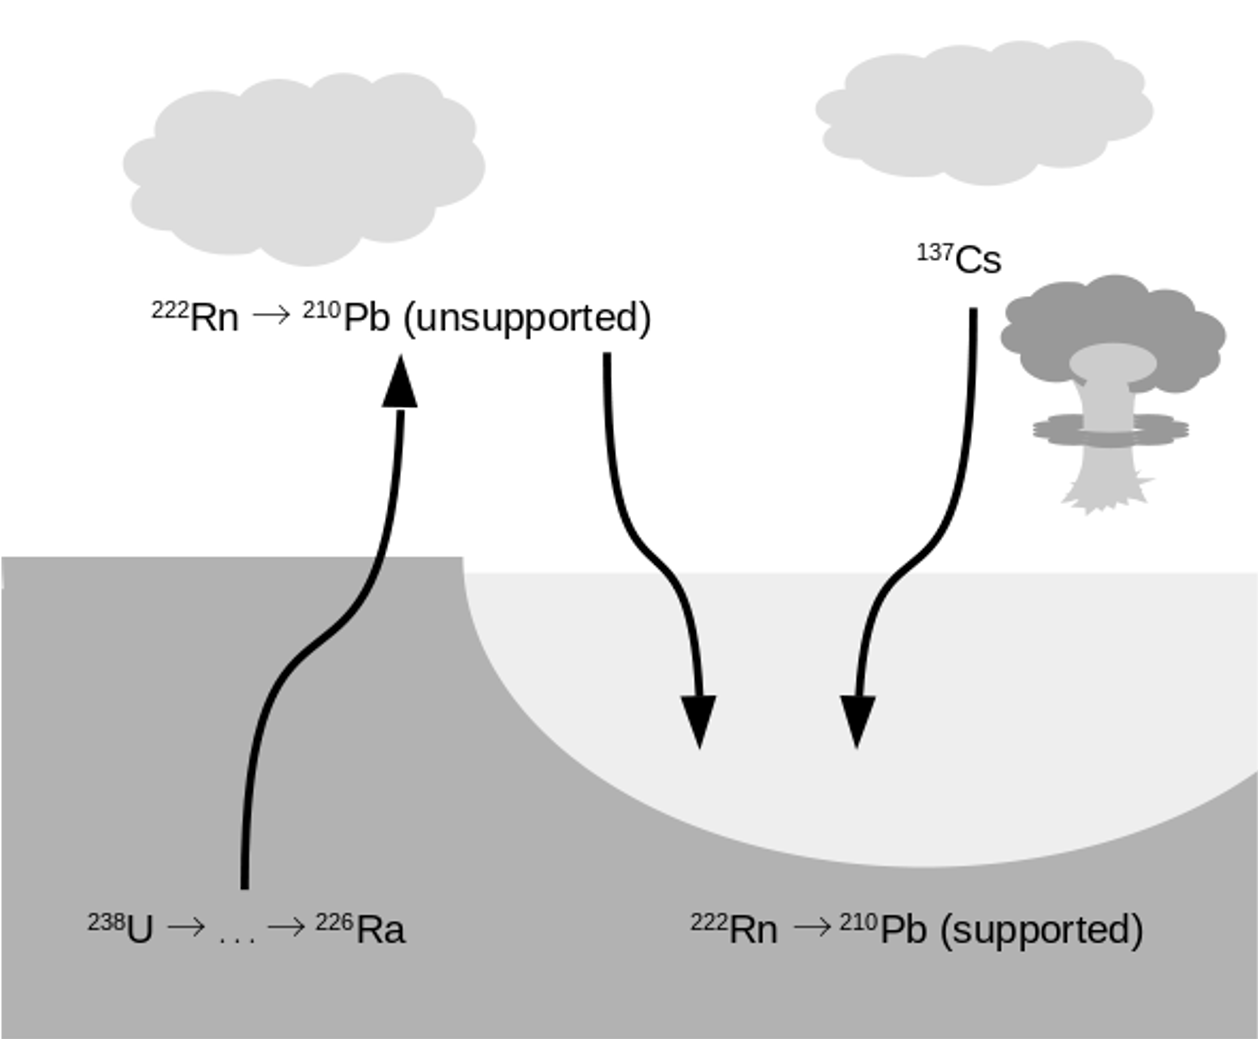 ¹³⁷Cs
²²²Rn → ²¹⁰Pb (unsupported)
²³⁸U → ... → ²²⁶Ra
²²²Rn → ²¹⁰Pb (supported)